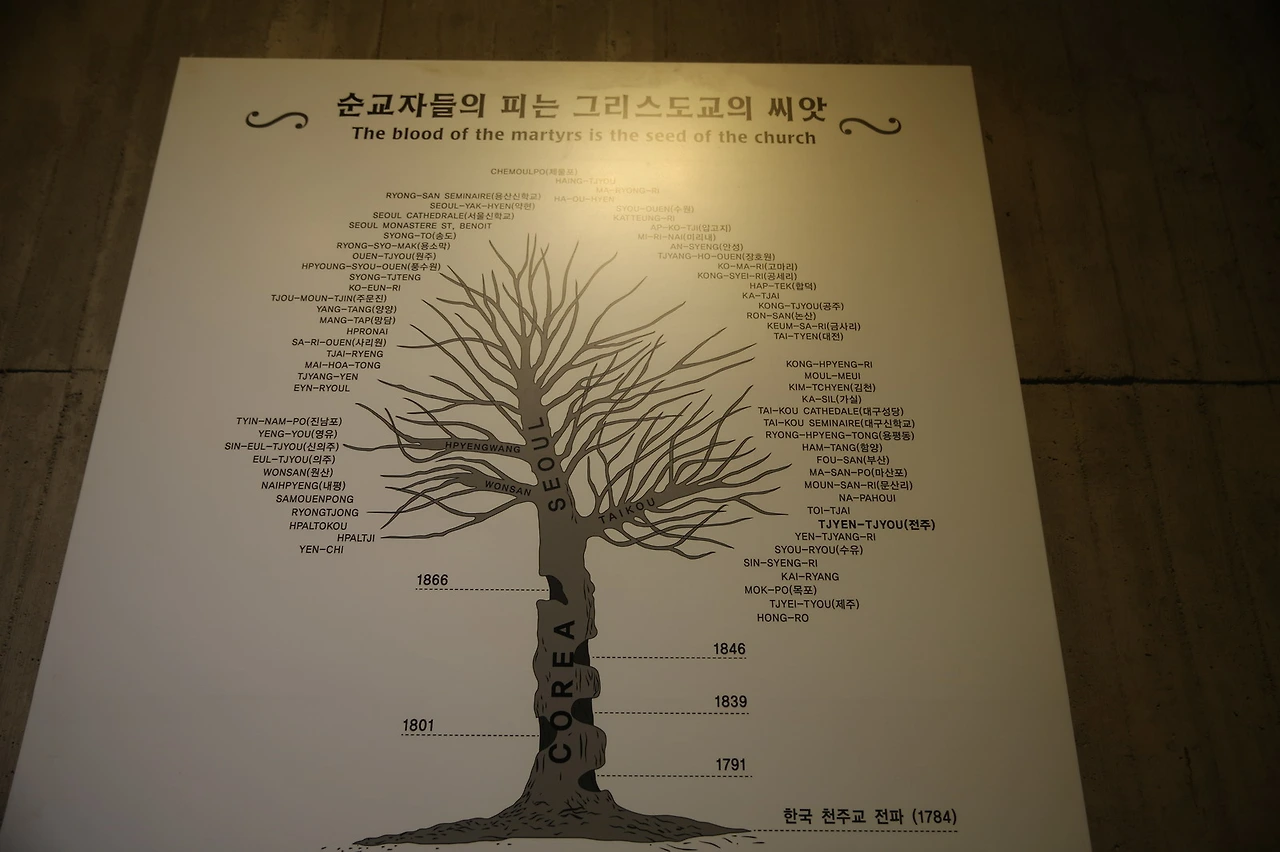 순교자들의 피는 그리스도교의 씨앗
The blood of the martyrs is the seed of the church
CHEMOULPO(제물포)
HAING-TJYOU
MA-RYONG-RI
RYONG-SAN SEMINAIRE(용산신학교)
HA-OU-HYEN
SEOUL-YAK-HYEN(약현)
SYOU-OUEN(수원)
SEOUL CATHEDRALE(서울신학교)
KATTEUNG-RI
SEOUL MONASTERE ST, BENOIT
AP-KO-TJI(압고지)
SYONG-TO(송도)
MI-RI-NAI(미리내)
RYONG-SYO-MAK(용소막)
AN-SYENG(안성)
OUEN-TJYOU(원주)
TJYANG-HO-OUEN(장호원)
HPYOUNG-SYOU-OUEN(풍수원)
KO-MA-RI(고마리)
SYONG-TJTENG
KONG-SYEI-RI(공세리)
KO-EUN-RI
HAP-TEK(합덕)
TJOU-MOUN-TJIN(주문진)
KA-TJAI
YANG-TANG(양양)
KONG-TJYOU(공주)
MANG-TAP(망담)
RON-SAN(논산)
HPRONAI
KEUM-SA-RI(금사리)
SA-RI-OUEN(사리원)
TAI-TYEN(대전)
TJAI-RYENG
MAI-HOA-TONG
TJYANG-YEN
EYN-RYOUL
KONG-HPYENG-RI
MOUL-MEUI
KIM-TCHYEN(김천)
KA-SIL(가실)
TAI-KOU CATHEDALE(대구성당)
TAI-KOU SEMINAIRE(대구신학교)
RYONG-HPYENG-TONG(용평동)
HAM-TANG(함양)
FOU-SAN(부산)
MA-SAN-PO(마산포)
MOUN-SAN-RI(문산리)
NA-PAHOUI
TOI-TJAI
TJYEN-TJYOU(전주)
YEN-TJYANG-RI
SYOU-RYOU(수유)
SIN-SYENG-RI
KAI-RYANG
MOK-PO(목포)
TJYEI-TYOU(제주)
HONG-RO
TYIN-NAM-PO(진남포)
YENG-YOU(영유)
SIN-EUL-TJYOU(신의주)
EUL-TJYOU(의주)
WONSAN(원산)
NAIHPYENG(내평)
SAMOUENPONG
RYONGTJONG
HPALTOKOU
HPALTJI
YEN-CHI
HPYENGWANG
WONSAN
SEOUL
TAIKOU
COREA
1866
1846
1839
1801
1791
한국 천주교 전파 (1784)